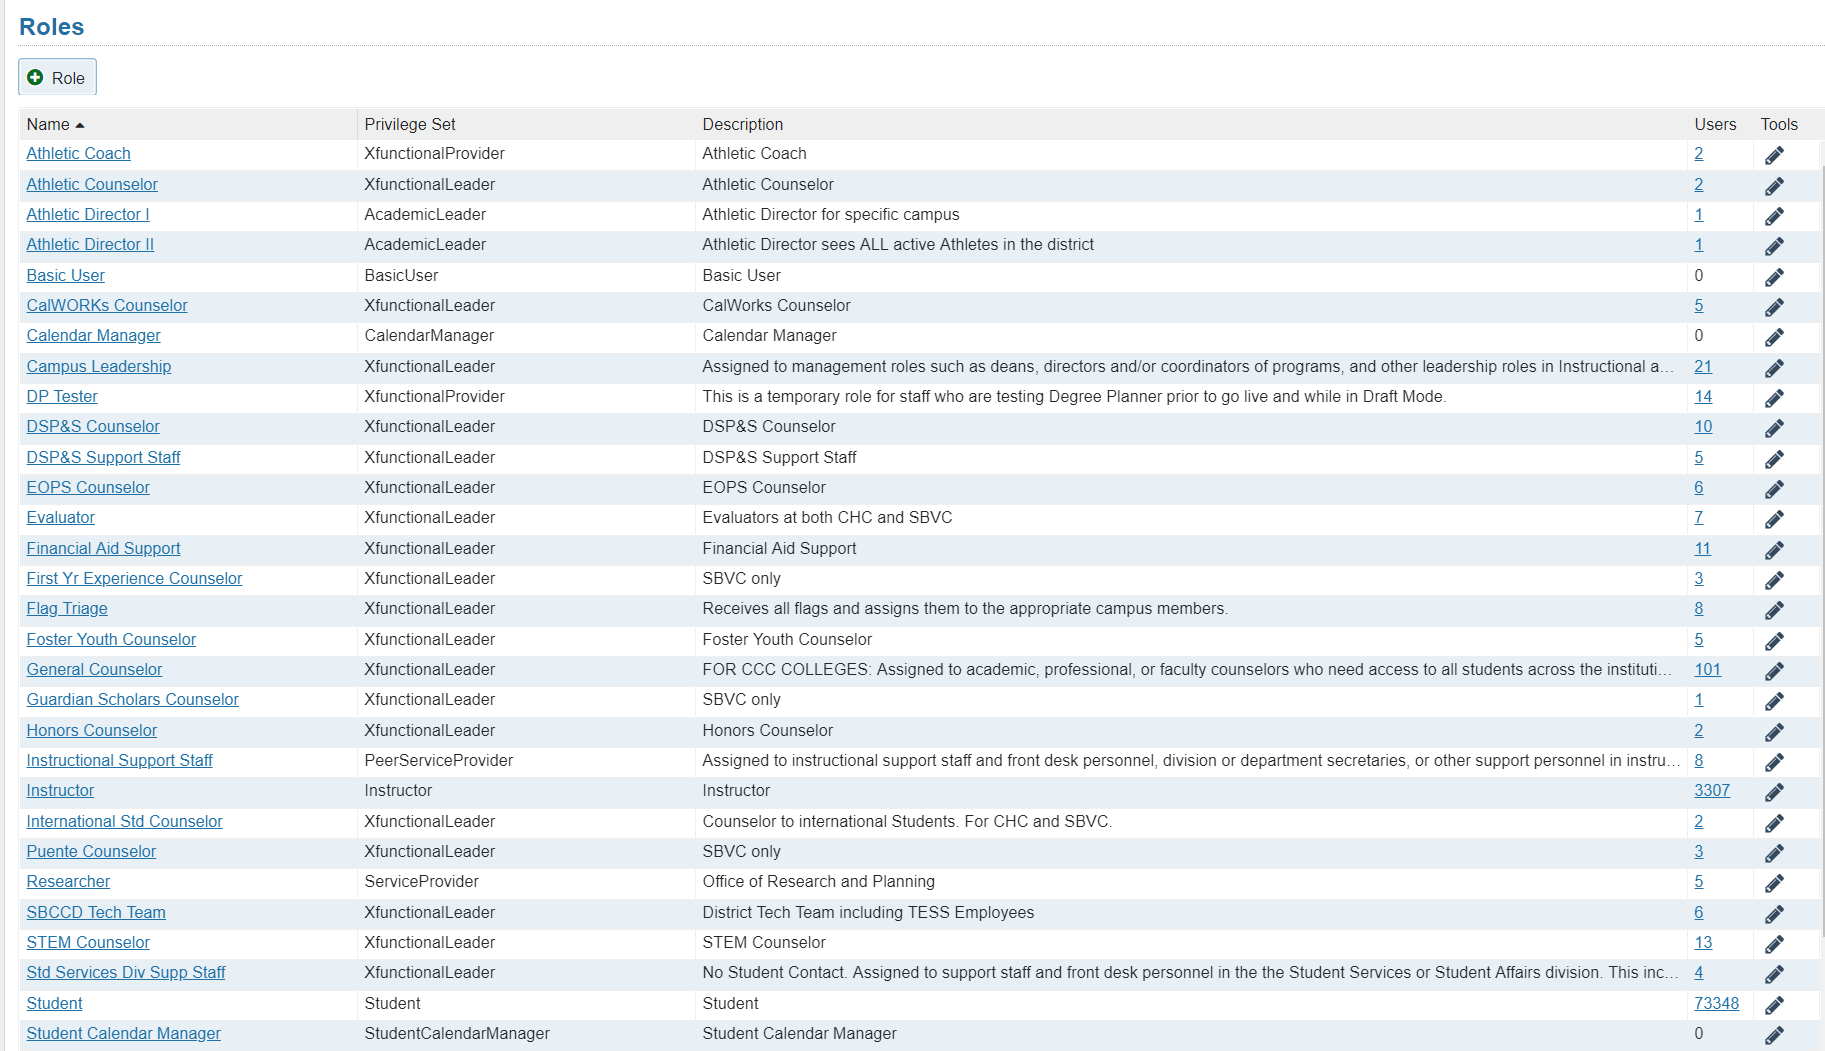 Roles
Role
Name Privilege Set Description Users Tools
Athletic Coach XfunctionalProvider Athletic Coach 2
Athletic Counselor XfunctionalLeader Athletic Counselor 2
Athletic Director I AcademicLeader Athletic Director for specific campus 1
Athletic Director II AcademicLeader Athletic Director sees ALL active Athletes in the district 1
Basic User BasicUser Basic User 0
CalWORKs Counselor XfunctionalLeader CalWorks Counselor 5
Calendar Manager CalendarManager Calendar Manager 0
Campus Leadership XfunctionalLeader Assigned to management roles such as deans, directors and/or coordinators of programs, and other leadership roles in Instructional a... 21
DP Tester XfunctionalProvider This is a temporary role for staff who are testing Degree Planner prior to go live and while in Draft Mode. 14
DSP&S Counselor XfunctionalLeader DSP&S Counselor 10
DSP&S Support Staff XfunctionalLeader DSP&S Support Staff 5
EOPS Counselor XfunctionalLeader EOPS Counselor 6
Evaluator XfunctionalLeader Evaluators at both CHC and SBVC 7
Financial Aid Support XfunctionalLeader Financial Aid Support 11
First Yr Experience Counselor XfunctionalLeader SBVC only 3
Flag Triage XfunctionalLeader Receives all flags and assigns them to the appropriate campus members. 8
Foster Youth Counselor XfunctionalLeader Foster Youth Counselor 5
General Counselor XfunctionalLeader FOR CCC COLLEGES: Assigned to academic, professional, or faculty counselors who need access to all students across the instituti... 101
Guardian Scholars Counselor XfunctionalLeader SBVC only 1
Honors Counselor XfunctionalLeader Honors Counselor 2
Instructional Support Staff PeerServiceProvider Assigned to instructional support staff and front desk personnel, division or department secretaries, or other support personnel in instru... 8
Instructor Instructor Instructor 3307
International Std Counselor XfunctionalLeader Counselor to international Students. For CHC and SBVC. 2
Puente Counselor XfunctionalLeader SBVC only 3
Researcher ServiceProvider Office of Research and Planning 5
SBCCD Tech Team XfunctionalLeader District Tech Team including TESS Employees 6
STEM Counselor XfunctionalLeader STEM Counselor 13
Std Services Div Supp Staff XfunctionalLeader No Student Contact. Assigned to support staff and front desk personnel in the the Student Services or Student Affairs division. This inc... 4
Student Student Student 73348
Student Calendar Manager StudentCalendarManager Student Calendar Manager 0